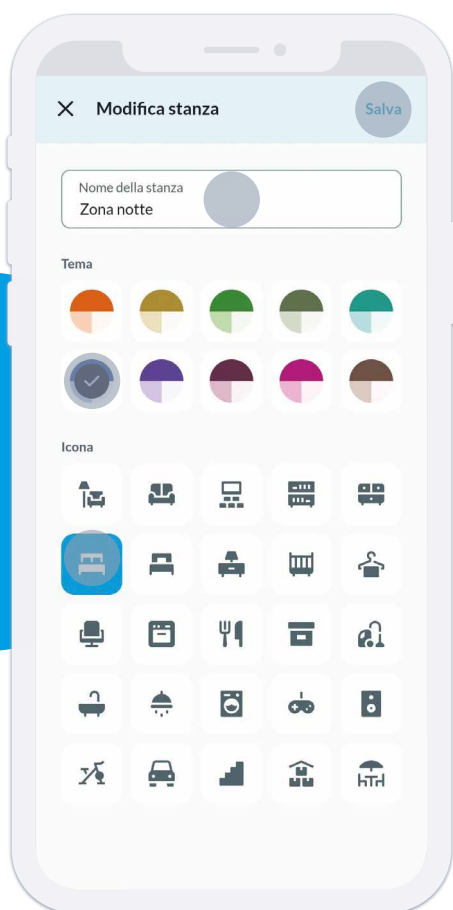 Modifica stanza
Salva
Nome della stanza
Zona notte
Tema
Icona